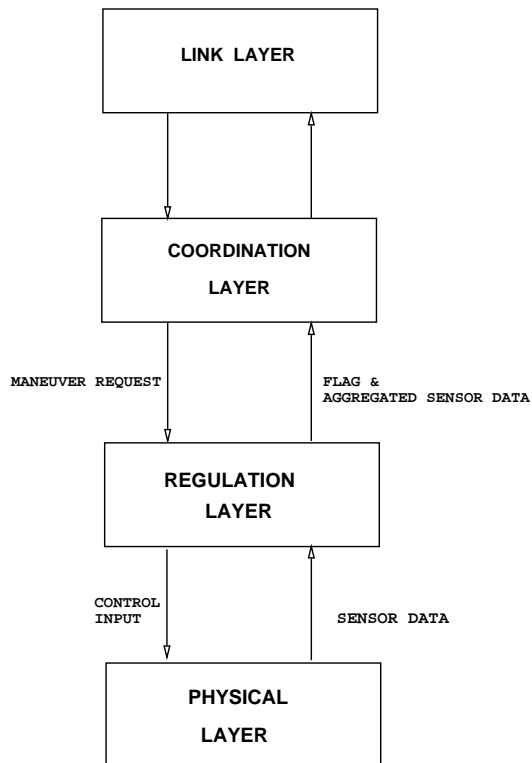 LINK LAYER
COORDINATION
LAYER
MANEUVER REQUEST
FLAG &
AGGREGATED SENSOR DATA
REGULATION
LAYER
CONTROL
INPUT
SENSOR DATA
PHYSICAL
LAYER